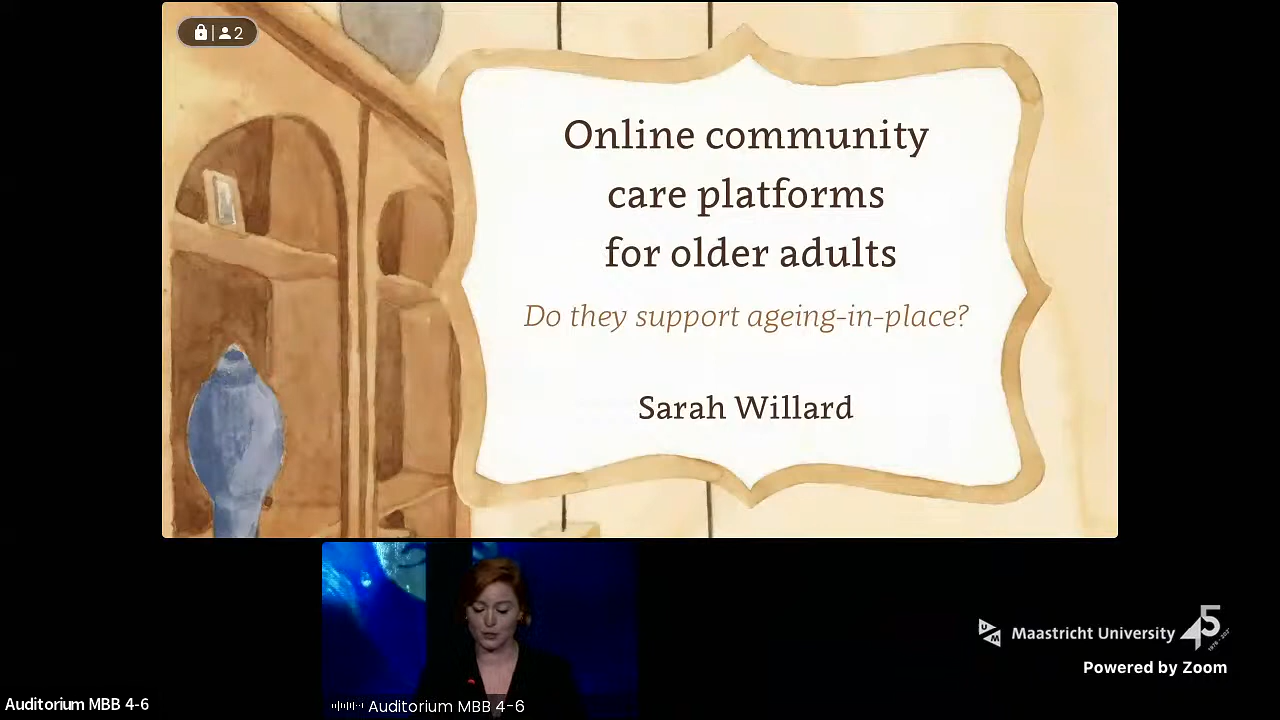 2
Online community
care platforms
for older adults
Do they support ageing-in-place?
Sarah Willard
Maastricht University
Powered by Zoom
Auditorium MBB 4-6
Auditorium MBB 4-6